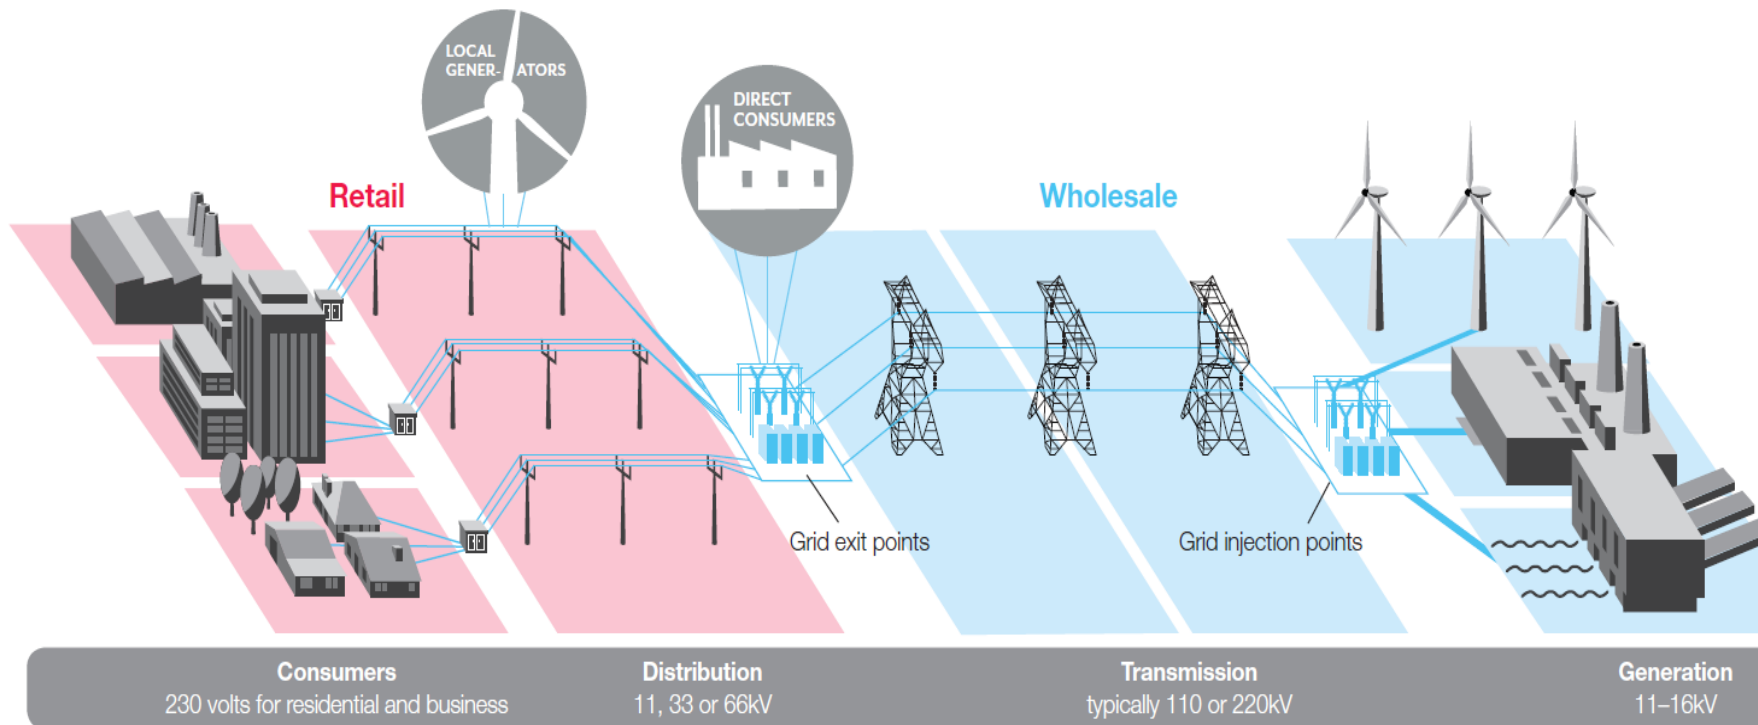 LOCAL
GENER- ATORS
DIRECT
CONSUMERS
Retail
Wholesale
Grid exit points
Grid injection points
Consumers
230 volts for residential and business
Distribution
11, 33 or 66kV
Transmission
typically 110 or 220kV
Generation
11–16kV